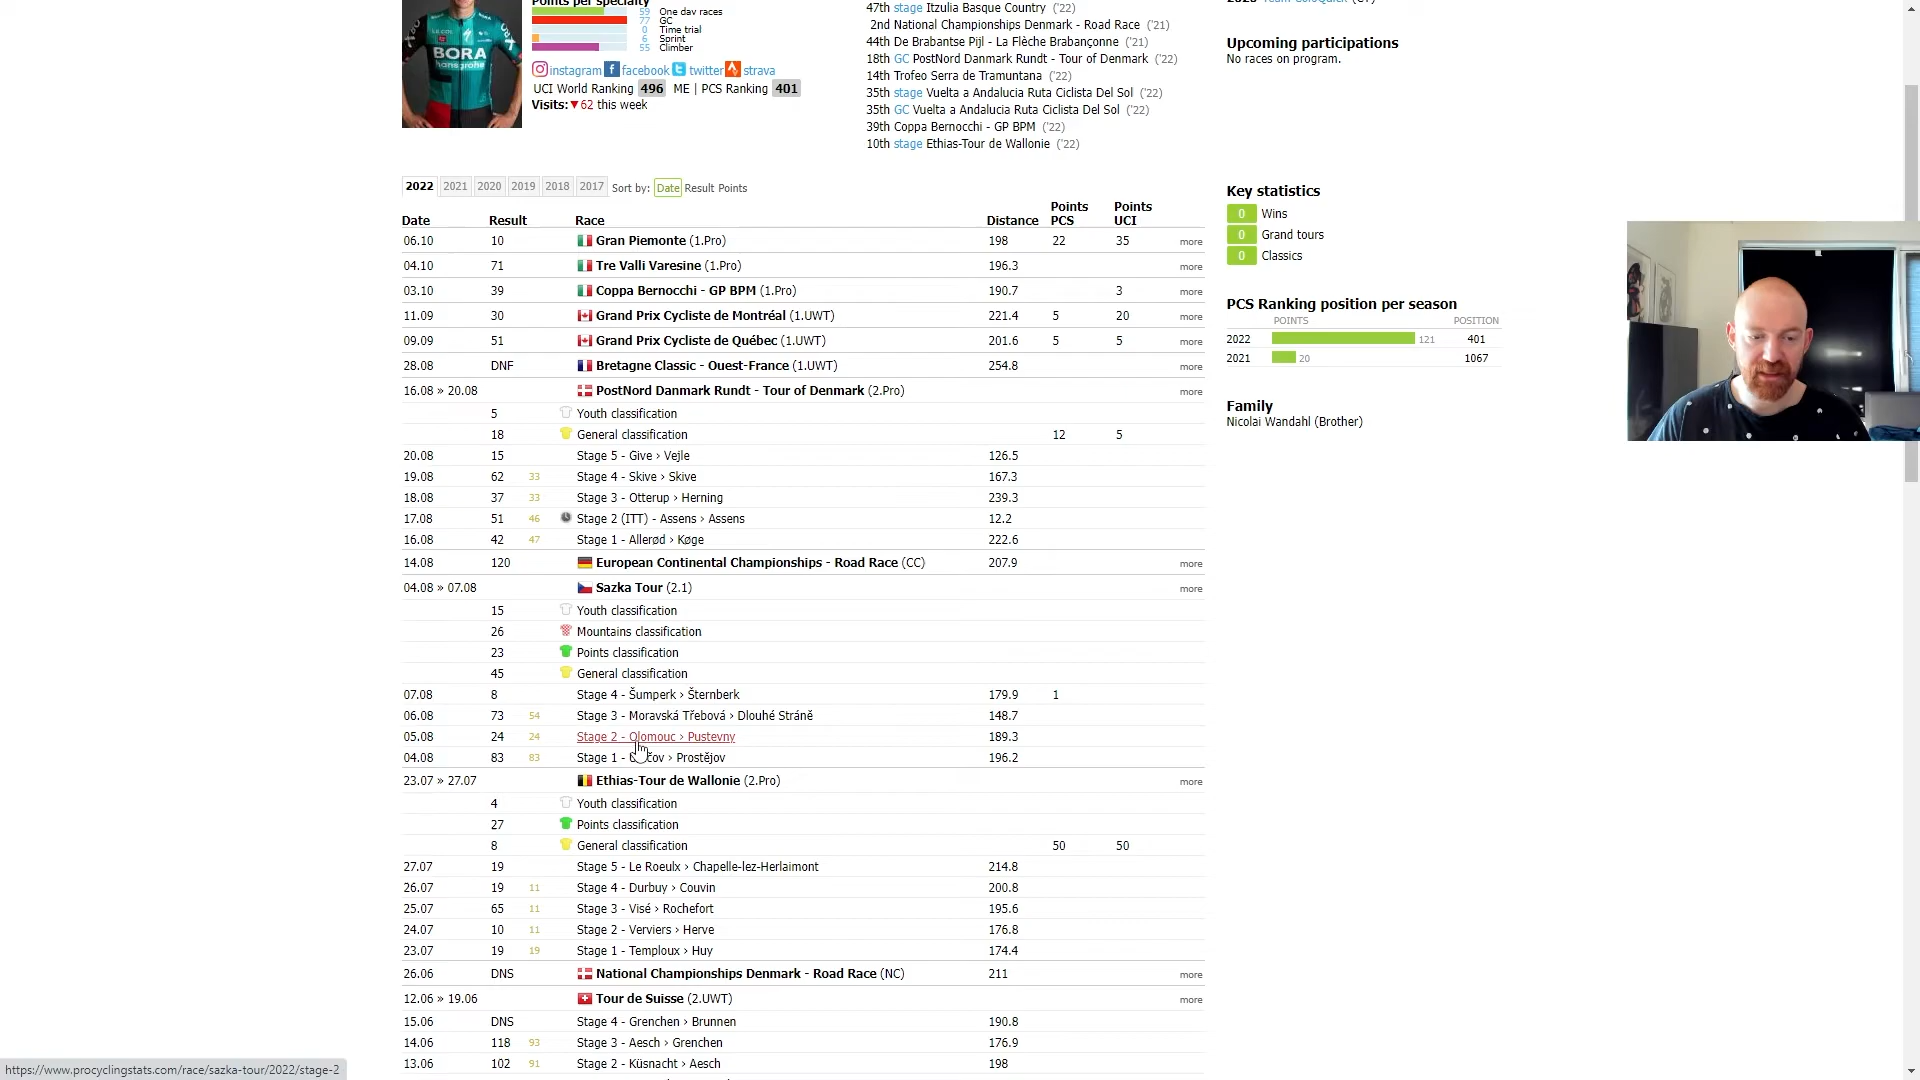 Points per specialty
59 One day races
77 GC
0 Time trial
6 Sprint
55 Climber
instagram facebook twitter strava
UCI World Ranking 496 ME | PCS Ranking 401
Visits: ▼62 this week
BORA
hansgrohe
47th stage Itzulia Basque Country ('22)
2nd National Championships Denmark - Road Race ('21)
44th De Brabantse Pijl - La Flèche Brabançonne ('21)
18th GC PostNord Danmark Rundt - Tour of Denmark ('22)
14th Trofeo Serra de Tramuntana ('22)
35th stage Vuelta a Andalucia Ruta Ciclista Del Sol ('22)
35th GC Vuelta a Andalucia Ruta Ciclista Del Sol ('22)
39th Coppa Bernocchi - GP BPM ('22)
10th stage Ethias-Tour de Wallonie ('22)
Upcoming participations
No races on program.
2022 2021 2020 2019 2018 2017 Sort by: Date Result Points
Date Result Race Distance Points PCS Points UCI
06.10 10 Gran Piemonte (1.Pro) 198 22 35 more
04.10 71 Tre Valli Varesine (1.Pro) 196.3 more
03.10 39 Coppa Bernocchi - GP BPM (1.Pro) 190.7 3 more
11.09 30 Grand Prix Cycliste de Montréal (1.UWT) 221.4 5 20 more
09.09 51 Grand Prix Cycliste de Québec (1.UWT) 201.6 5 5 more
28.08 DNF Bretagne Classic - Ouest-France (1.UWT) 254.8 more
16.08 » 20.08 PostNord Danmark Rundt - Tour of Denmark (2.Pro) more
5 Youth classification
18 General classification 12 5
20.08 15 Stage 5 - Give › Vejle 126.5
19.08 62 33 Stage 4 - Skive › Skive 167.3
18.08 37 33 Stage 3 - Otterup › Herning 239.3
17.08 51 46 Stage 2 (ITT) - Assens › Assens 12.2
16.08 42 47 Stage 1 - Allerød › Køge 222.6
14.08 120 European Continental Championships - Road Race (CC) 207.9 more
04.08 » 07.08 Sazka Tour (2.1) more
15 Youth classification
26 Mountains classification
23 Points classification
45 General classification
07.08 8 Stage 4 - Šumperk › Šternberk 179.9 1
06.08 73 54 Stage 3 - Moravská Třebová › Dlouhé Stráně 148.7
05.08 24 24 Stage 2 - Olomouc › Pustevny 189.3
04.08 83 83 Stage 1 - › Prostějov 196.2
23.07 » 27.07 Ethias-Tour de Wallonie (2.Pro) more
4 Youth classification
27 Points classification
8 General classification 50 50
27.07 19 Stage 5 - Le Roeulx › Chapelle-lez-Herlaimont 214.8
26.07 19 11 Stage 4 - Durbuy › Couvin 200.8
25.07 65 11 Stage 3 - Visé › Rochefort 195.6
24.07 10 11 Stage 2 - Verviers › Herve 176.8
23.07 19 19 Stage 1 - Temploux › Huy 174.4
26.06 DNS National Championships Denmark - Road Race (NC) 211 more
12.06 » 19.06 Tour de Suisse (2.UWT) more
15.06 DNS Stage 4 - Grenchen › Brunnen 190.8
14.06 118 93 Stage 3 - Aesch › Grenchen 176.9
13.06 102 91 Stage 2 - Küsnacht › Aesch 198
Key statistics
0 Wins
0 Grand tours
0 Classics
PCS Ranking position per season
POINTS POSITION
2022 121 401
2021 20 1067
Family
Nicolai Wandahl (Brother)
https://www.procyclingstats.com/race/sazka-tour/2022/stage-2